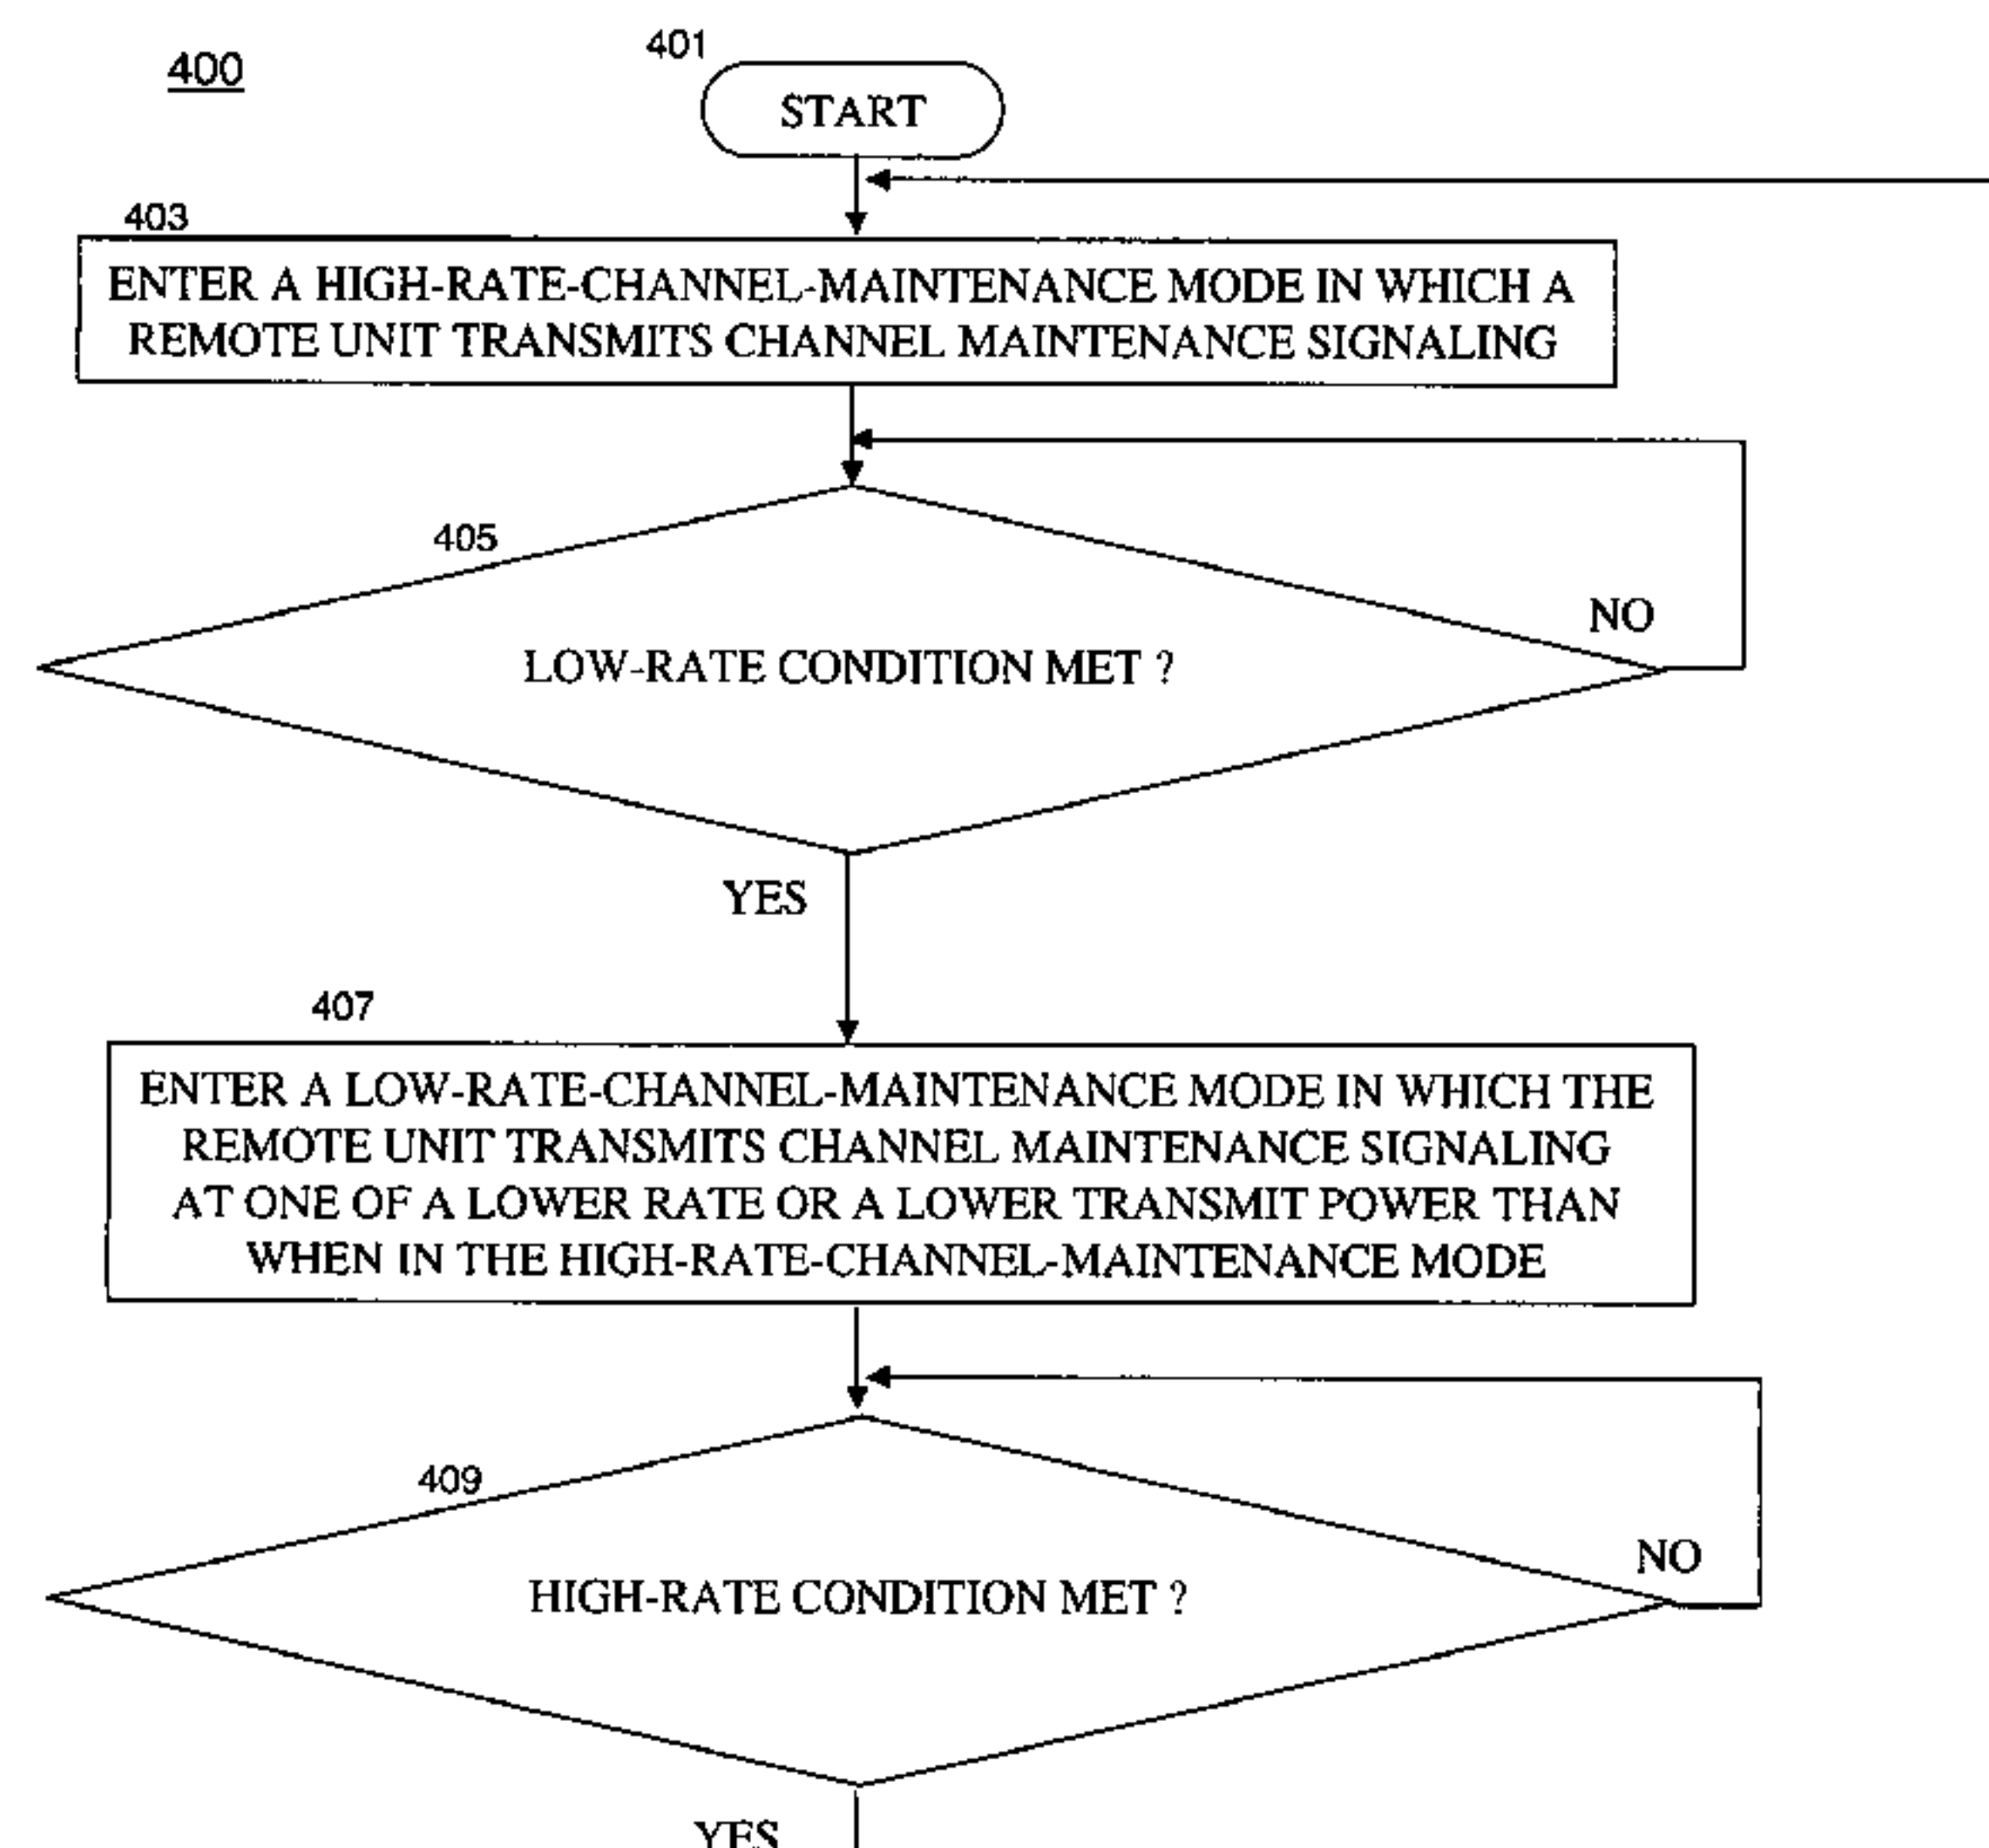 400
401
START
403
ENTER A HIGH-RATE-CHANNEL-MAINTENANCE MODE IN WHICH A
REMOTE UNIT TRANSMITS CHANNEL MAINTENANCE SIGNALING
405
NO
LOW-RATE CONDITION MET ?
YES
407
ENTER A LOW-RATE-CHANNEL-MAINTENANCE MODE IN WHICH THE
REMOTE UNIT TRANSMITS CHANNEL MAINTENANCE SIGNALING
AT ONE OF A LOWER RATE OR A LOWER TRANSMIT POWER THAN
WHEN IN THE HIGH-RATE-CHANNEL-MAINTENANCE MODE
409
NO
HIGH-RATE CONDITION MET ?
YES